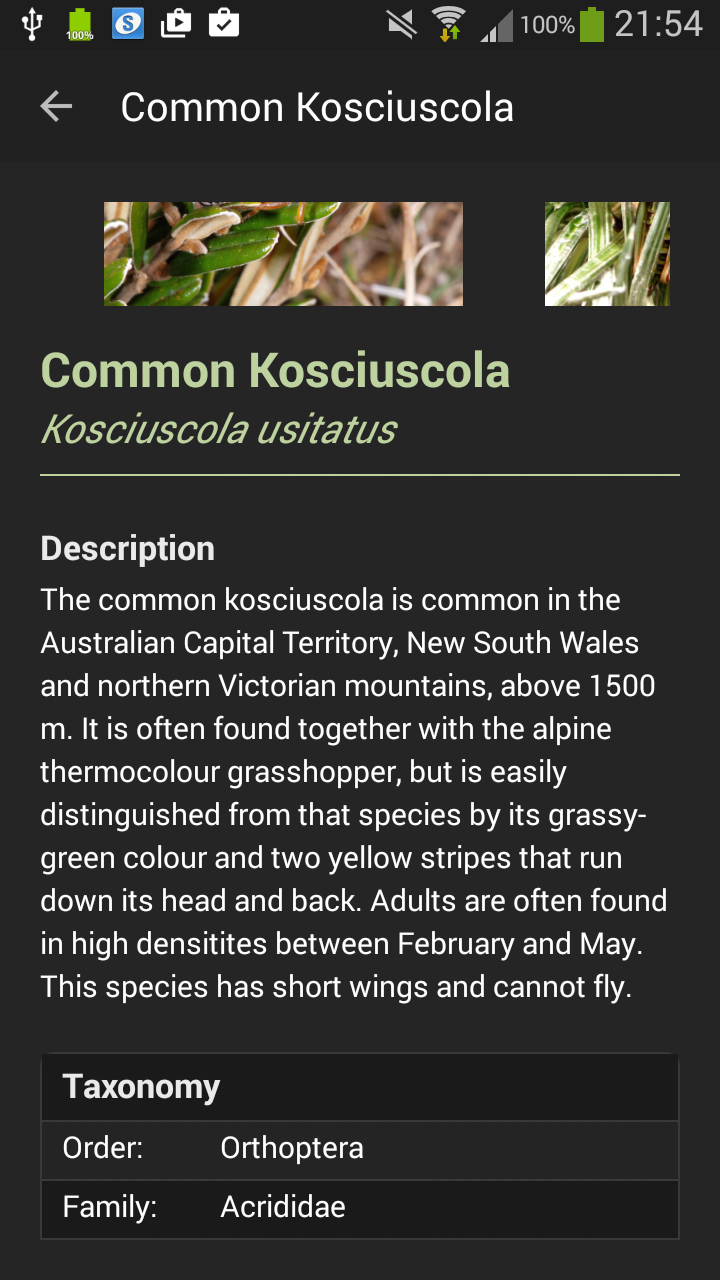 100%
100% 21:54
Common Kosciuscola
Common Kosciuscola
Kosciuscola usitatus
Description
The common kosciuscola is common in the
Australian Capital Territory, New South Wales
and northern Victorian mountains, above 1500
m. It is often found together with the alpine
thermocolour grasshopper, but is easily
distinguished from that species by its grassy-
green colour and two yellow stripes that run
down its head and back. Adults are often found
in high densitites between February and May.
This species has short wings and cannot fly.
Taxonomy
Order: Orthoptera
Family: Acrididae